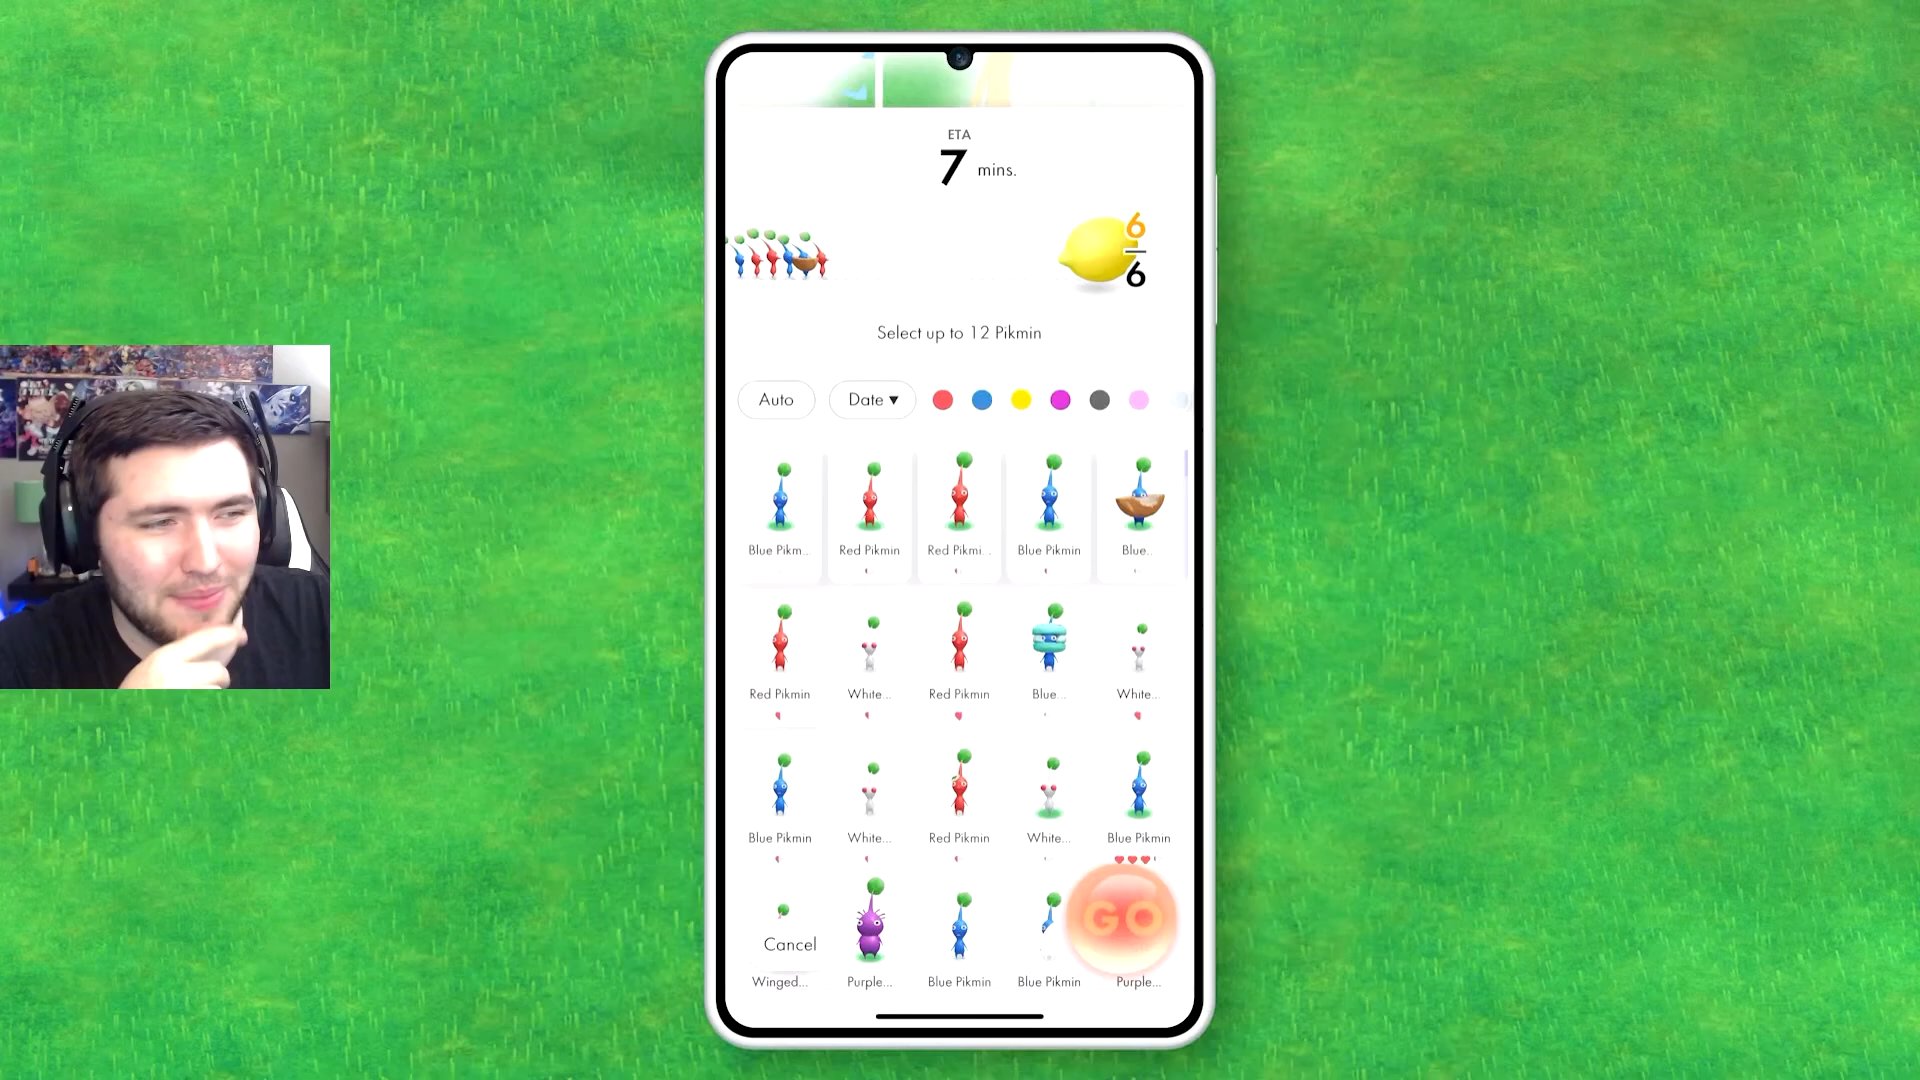 ETA
7 mins.
6
6
Select up to 12 Pikmin
Auto
Date ▼
Blue Pikm...
Red Pikmin
Red Pikmi...
Blue Pikmin
Blue...
Red Pikmin
White...
Red Pikmin
Blue...
White...
Blue Pikmin
White...
Red Pikmin
White...
Blue Pikmin
GO
Cancel
Winged...
Purple...
Blue Pikmin
Blue Pikmin
Purple...